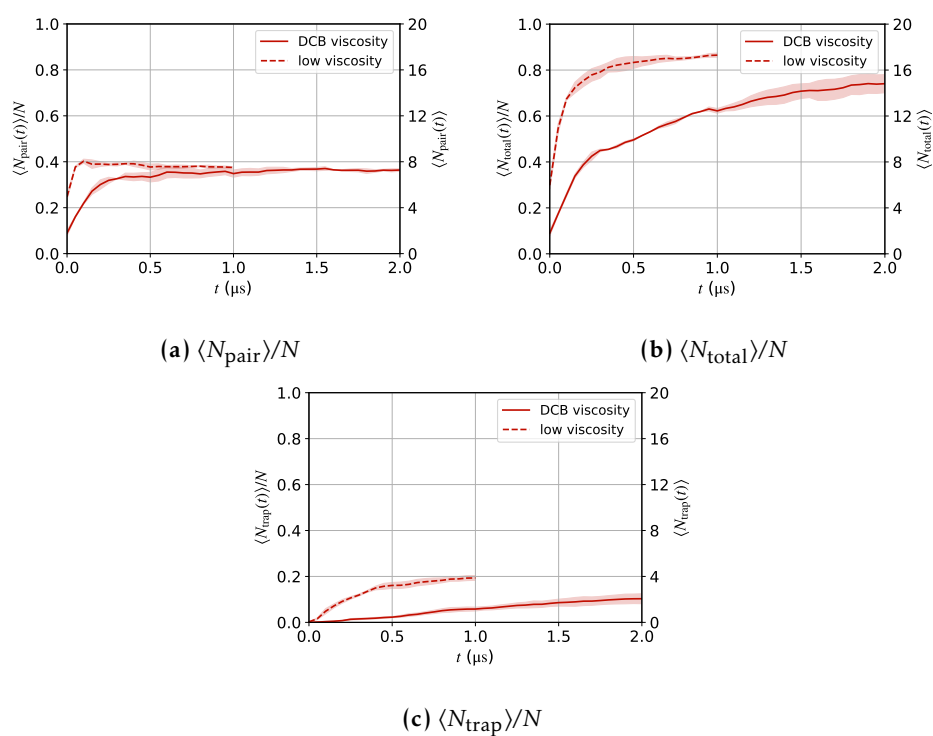 1.0
0.8
0.6
0.4
0.2
0.0
20
16
12
8
4
0
0.0 0.5 1.0 1.5 2.0
t (μs)
⟨N_pair(t)⟩/N
⟨N_pair(t)⟩
DCB viscosity
low viscosity
(a) ⟨N_pair⟩/N
1.0
0.8
0.6
0.4
0.2
0.0
20
16
12
8
4
0
0.0 0.5 1.0 1.5 2.0
t (μs)
⟨N_total(t)⟩/N
⟨N_total(t)⟩
DCB viscosity
low viscosity
(b) ⟨N_total⟩/N
1.0
0.8
0.6
0.4
0.2
0.0
20
16
12
8
4
0
0.0 0.5 1.0 1.5 2.0
t (μs)
⟨N_trap(t)⟩/N
⟨N_trap(t)⟩
DCB viscosity
low viscosity
(c) ⟨N_trap⟩/N